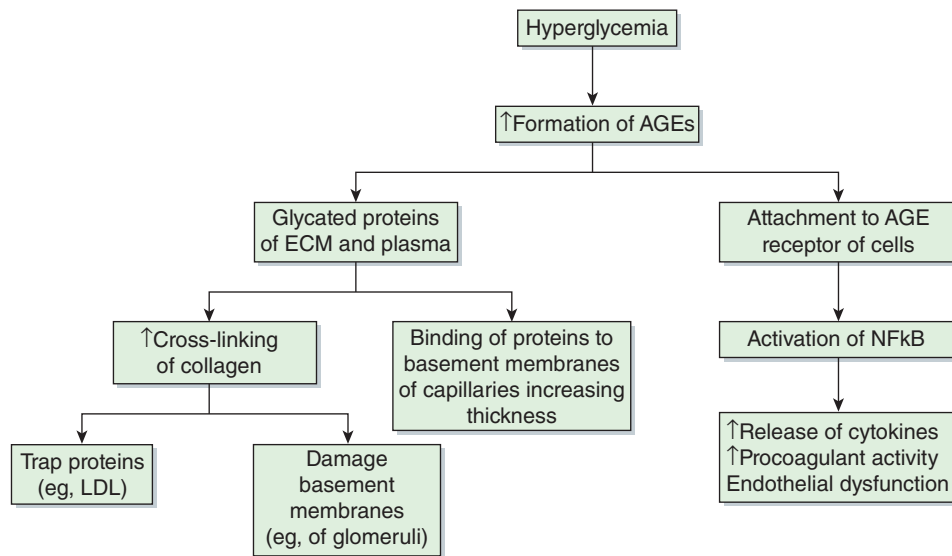 Hyperglycemia
↑Formation of AGEs
Glycated proteins
of ECM and plasma
Attachment to AGE
receptor of cells
↑Cross-linking
of collagen
Binding of proteins to
basement membranes
of capillaries increasing
thickness
Activation of NFkB
Trap proteins
(eg, LDL)
Damage
basement
membranes
(eg, of glomeruli)
↑Release of cytokines
↑Procoagulant activity
Endothelial dysfunction